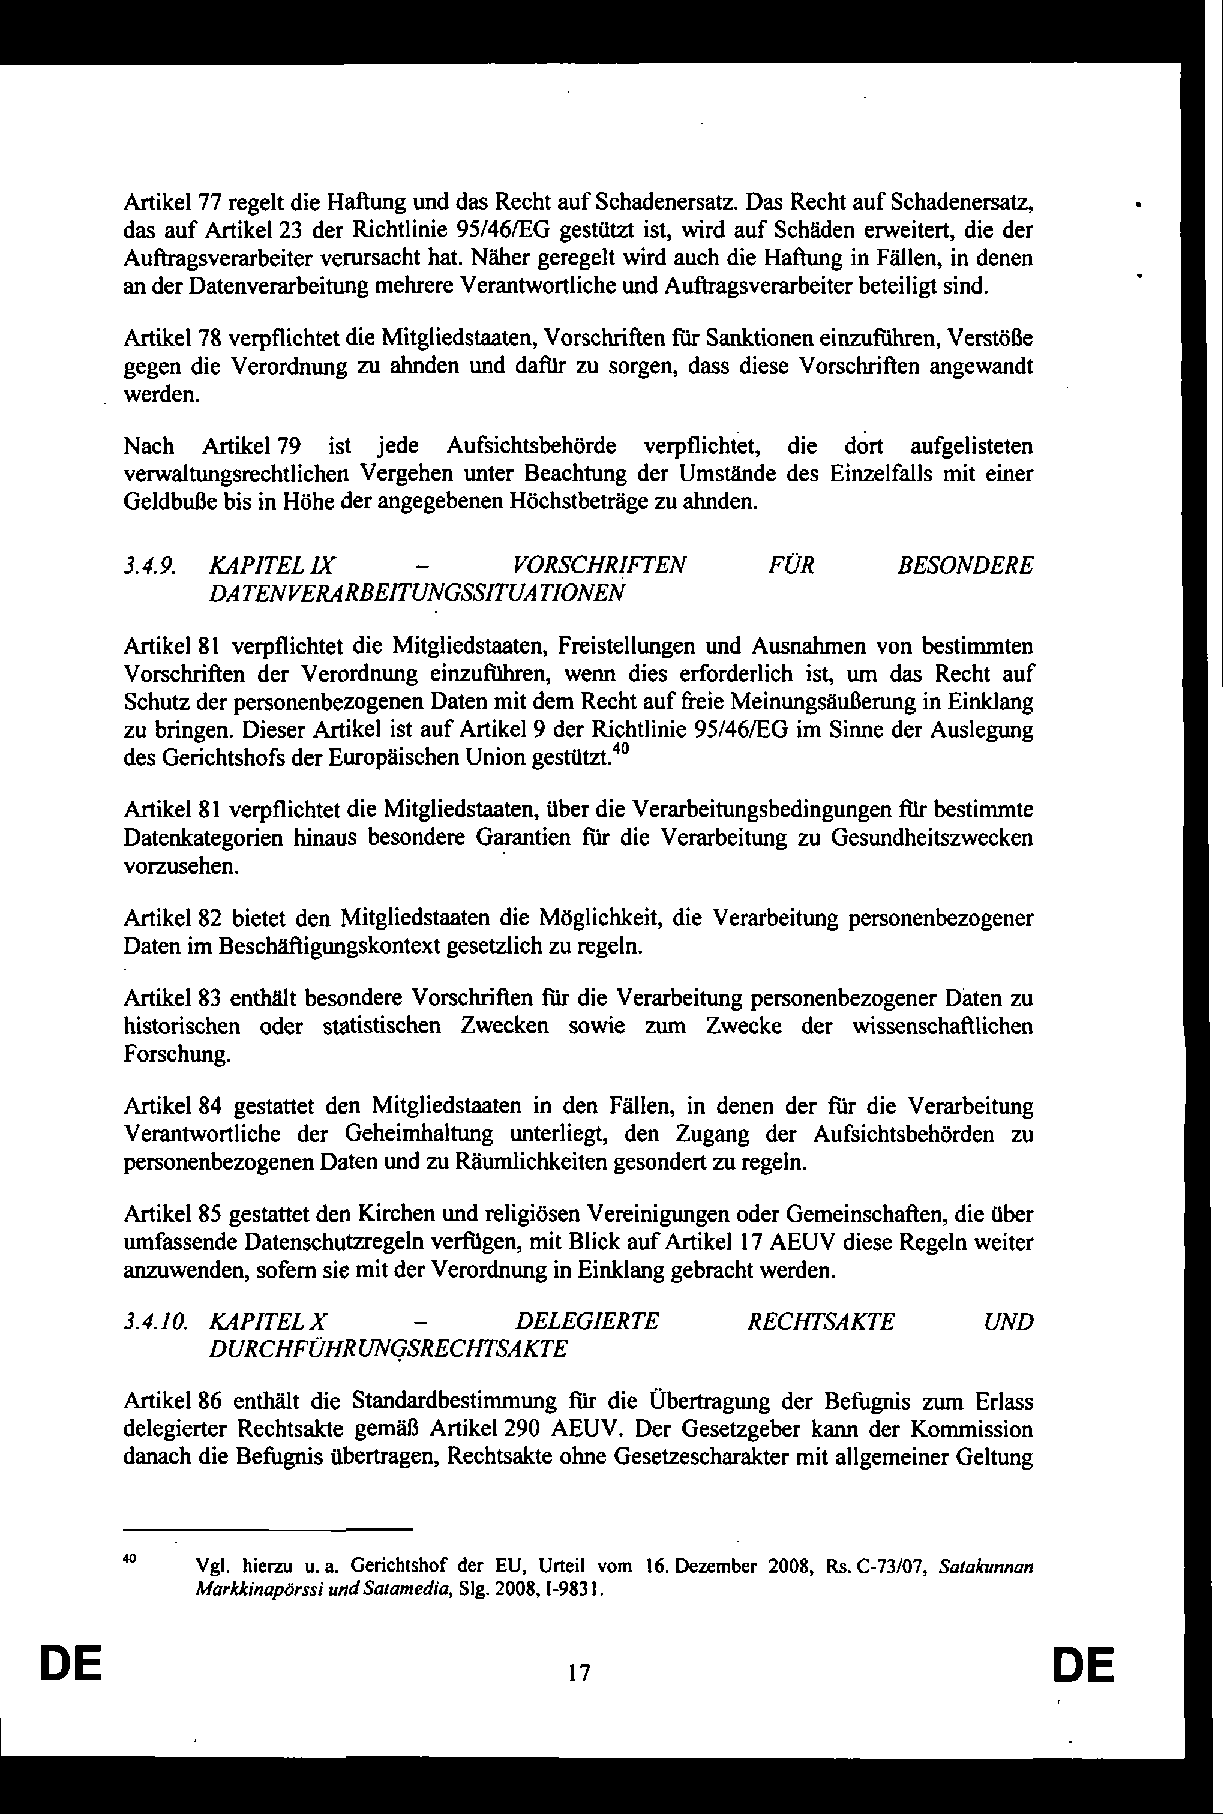 Artikel 77 regelt die Haftung und das Recht auf Schadenersatz. Das Recht auf Schadenersatz,
das auf Artikel 23 der Richtlinie 95/46/EG gestützt ist, wird auf Schäden erweitert, die der
Auftragsverarbeiter verursacht hat. Näher geregelt wird auch die Haftung in Fällen, in denen
an der Datenverarbeitung mehrere Verantwortliche und Auftragsverarbeiter beteiligt sind.
Artikel 78 verpflichtet die Mitgliedstaaten, Vorschriften für Sanktionen einzuführen, Verstöße
gegen die Verordnung zu ahnden und dafür zu sorgen, dass diese Vorschriften angewandt
werden.
Nach Artikel 79 ist jede Aufsichtsbehörde verpflichtet, die dort aufgelisteten
verwaltungsrechtlichen Vergehen unter Beachtung der Umstände des Einzelfalls mit einer
Geldbuße bis in Höhe der angegebenen Höchstbeträge zu ahnden.
3.4.9. KAPITEL IX – VORSCHRIFTEN FÜR BESONDERE
DATENVERARBEITUNGSSITUATIONEN
Artikel 81 verpflichtet die Mitgliedstaaten, Freistellungen und Ausnahmen von bestimmten
Vorschriften der Verordnung einzuführen, wenn dies erforderlich ist, um das Recht auf
Schutz der personenbezogenen Daten mit dem Recht auf freie Meinungsäußerung in Einklang
zu bringen. Dieser Artikel ist auf Artikel 9 der Richtlinie 95/46/EG im Sinne der Auslegung
des Gerichtshofs der Europäischen Union gestützt.40
Artikel 81 verpflichtet die Mitgliedstaaten, über die Verarbeitungsbedingungen für bestimmte
Datenkategorien hinaus besondere Garantien für die Verarbeitung zu Gesundheitszwecken
vorzusehen.
Artikel 82 bietet den Mitgliedstaaten die Möglichkeit, die Verarbeitung personenbezogener
Daten im Beschäftigungskontext gesetzlich zu regeln.
Artikel 83 enthält besondere Vorschriften für die Verarbeitung personenbezogener Daten zu
historischen oder statistischen Zwecken sowie zum Zwecke der wissenschaftlichen
Forschung.
Artikel 84 gestattet den Mitgliedstaaten in den Fällen, in denen der für die Verarbeitung
Verantwortliche der Geheimhaltung unterliegt, den Zugang der Aufsichtsbehörden zu
personenbezogenen Daten und zu Räumlichkeiten gesondert zu regeln.
Artikel 85 gestattet den Kirchen und religiösen Vereinigungen oder Gemeinschaften, die über
umfassende Datenschutzregeln verfügen, mit Blick auf Artikel 17 AEUV diese Regeln weiter
anzuwenden, sofern sie mit der Verordnung in Einklang gebracht werden.
3.4.10. KAPITEL X – DELEGIERTE RECHTSAKTE UND
DURCHFÜHRUNGSRECHTSAKTE
Artikel 86 enthält die Standardbestimmung für die Übertragung der Befugnis zum Erlass
delegierter Rechtsakte gemäß Artikel 290 AEUV. Der Gesetzgeber kann der Kommission
danach die Befugnis übertragen, Rechtsakte ohne Gesetzescharakter mit allgemeiner Geltung
40 Vgl. hierzu u. a. Gerichtshof der EU, Urteil vom 16. Dezember 2008, Rs. C-73/07, Satakunnan
Markkinapörssi und Satamedia, Slg. 2008, I-9831.
DE 17 DE